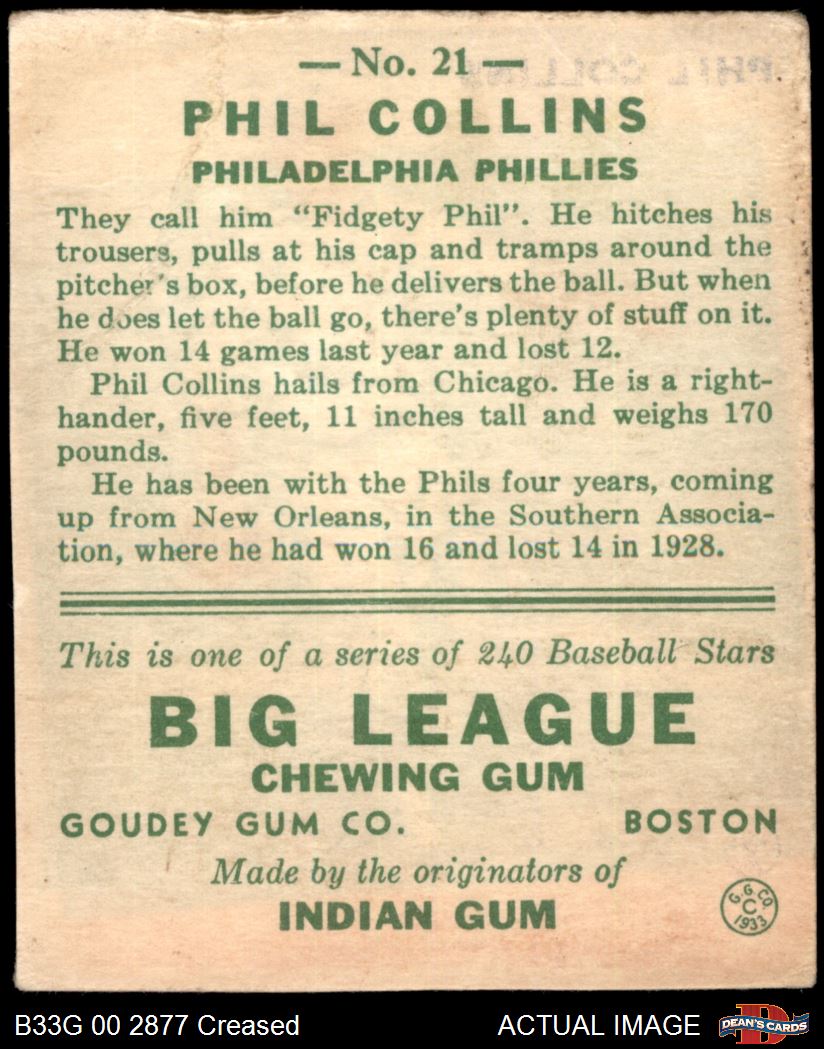 — No. 21 —
PHIL COLLINS
PHIL COLLINS
PHILADELPHIA PHILLIES
They call him "Fidgety Phil". He hitches his
trousers, pulls at his cap and tramps around the
pitcher's box, before he delivers the ball. But when
he does let the ball go, there's plenty of stuff on it.
He won 14 games last year and lost 12.
Phil Collins hails from Chicago. He is a right-
hander, five feet, 11 inches tall and weighs 170
pounds.
He has been with the Phils four years, coming
up from New Orleans, in the Southern Associa-
tion, where he had won 16 and lost 14 in 1928.
This is one of a series of 240 Baseball Stars
BIG LEAGUE
CHEWING GUM
GOUDEY GUM CO. BOSTON
Made by the originators of
INDIAN GUM
G. G. CO.
C
1933
B33G 00 2877 Creased ACTUAL IMAGE
D
DEAN'S CARDS